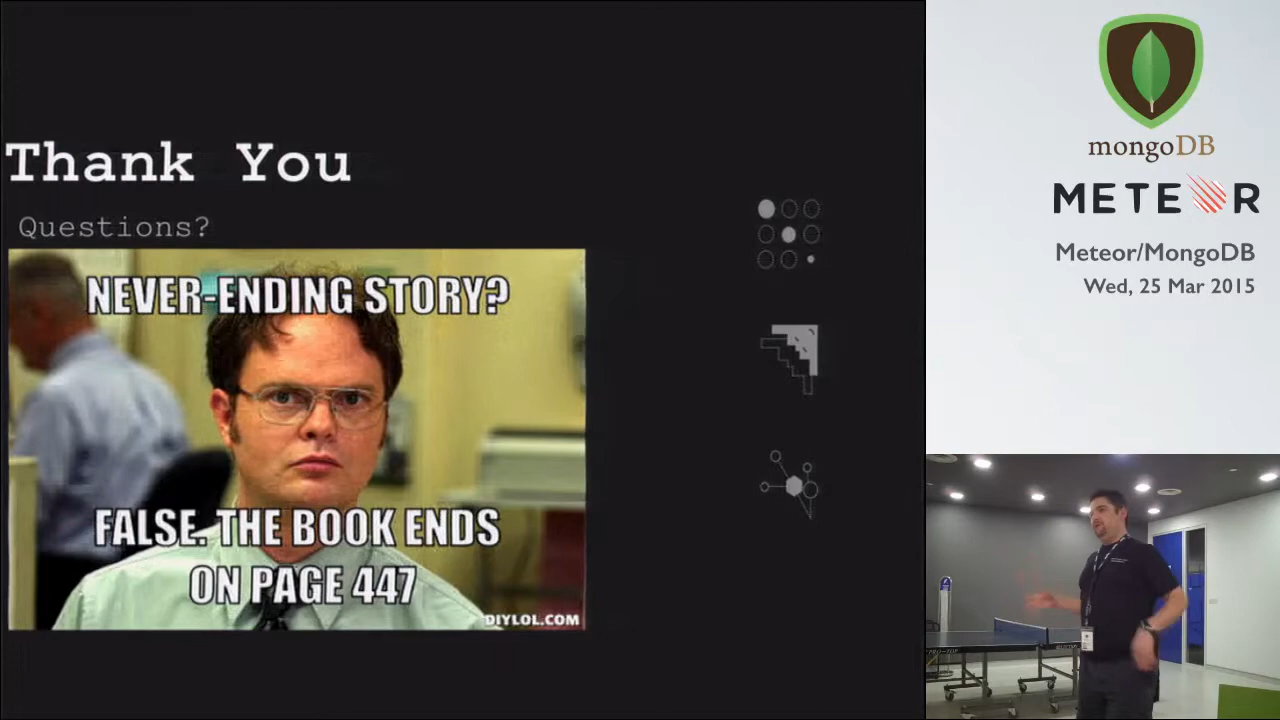 Thank You
Questions?
NEVER-ENDING STORY?
FALSE. THE BOOK ENDS
ON PAGE 447
DIYLOL.COM
mongoDB
METEOR
Meteor/MongoDB
Wed, 25 Mar 2015